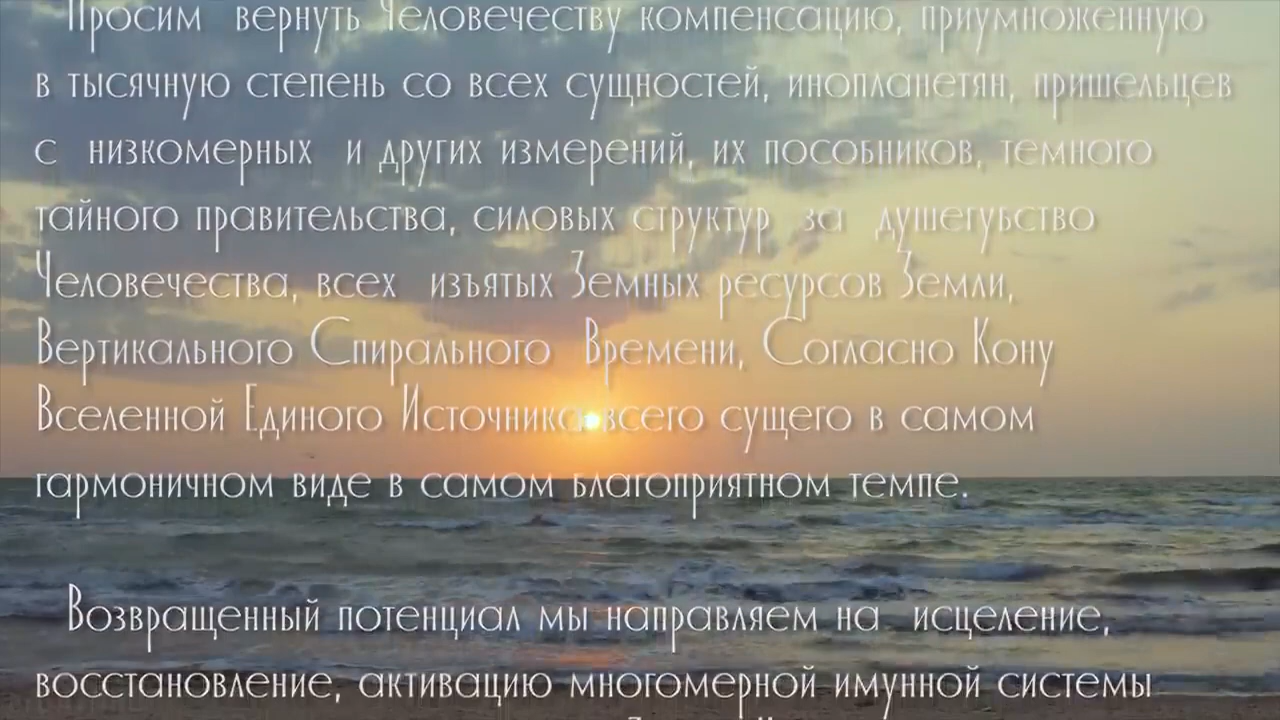 Просим вернуть Человечеству компенсацию, приумноженную
в тысячную степень со всех сущностей, инопланетян, пришельцев
с низкомерных и других измерений, их пособников, темного
тайного правительства, силовых структур за душегубство
Человечества, всех изъятых Земных ресурсов Земли,
Вертикального Спирального Времени, Согласно Кону
Вселенной Единого Источника всего сущего в самом
гармоничном виде в самом благоприятном темпе.
Возвращенный потенциал мы направляем на исцеление,
восстановление, активацию многомерной имунной системы